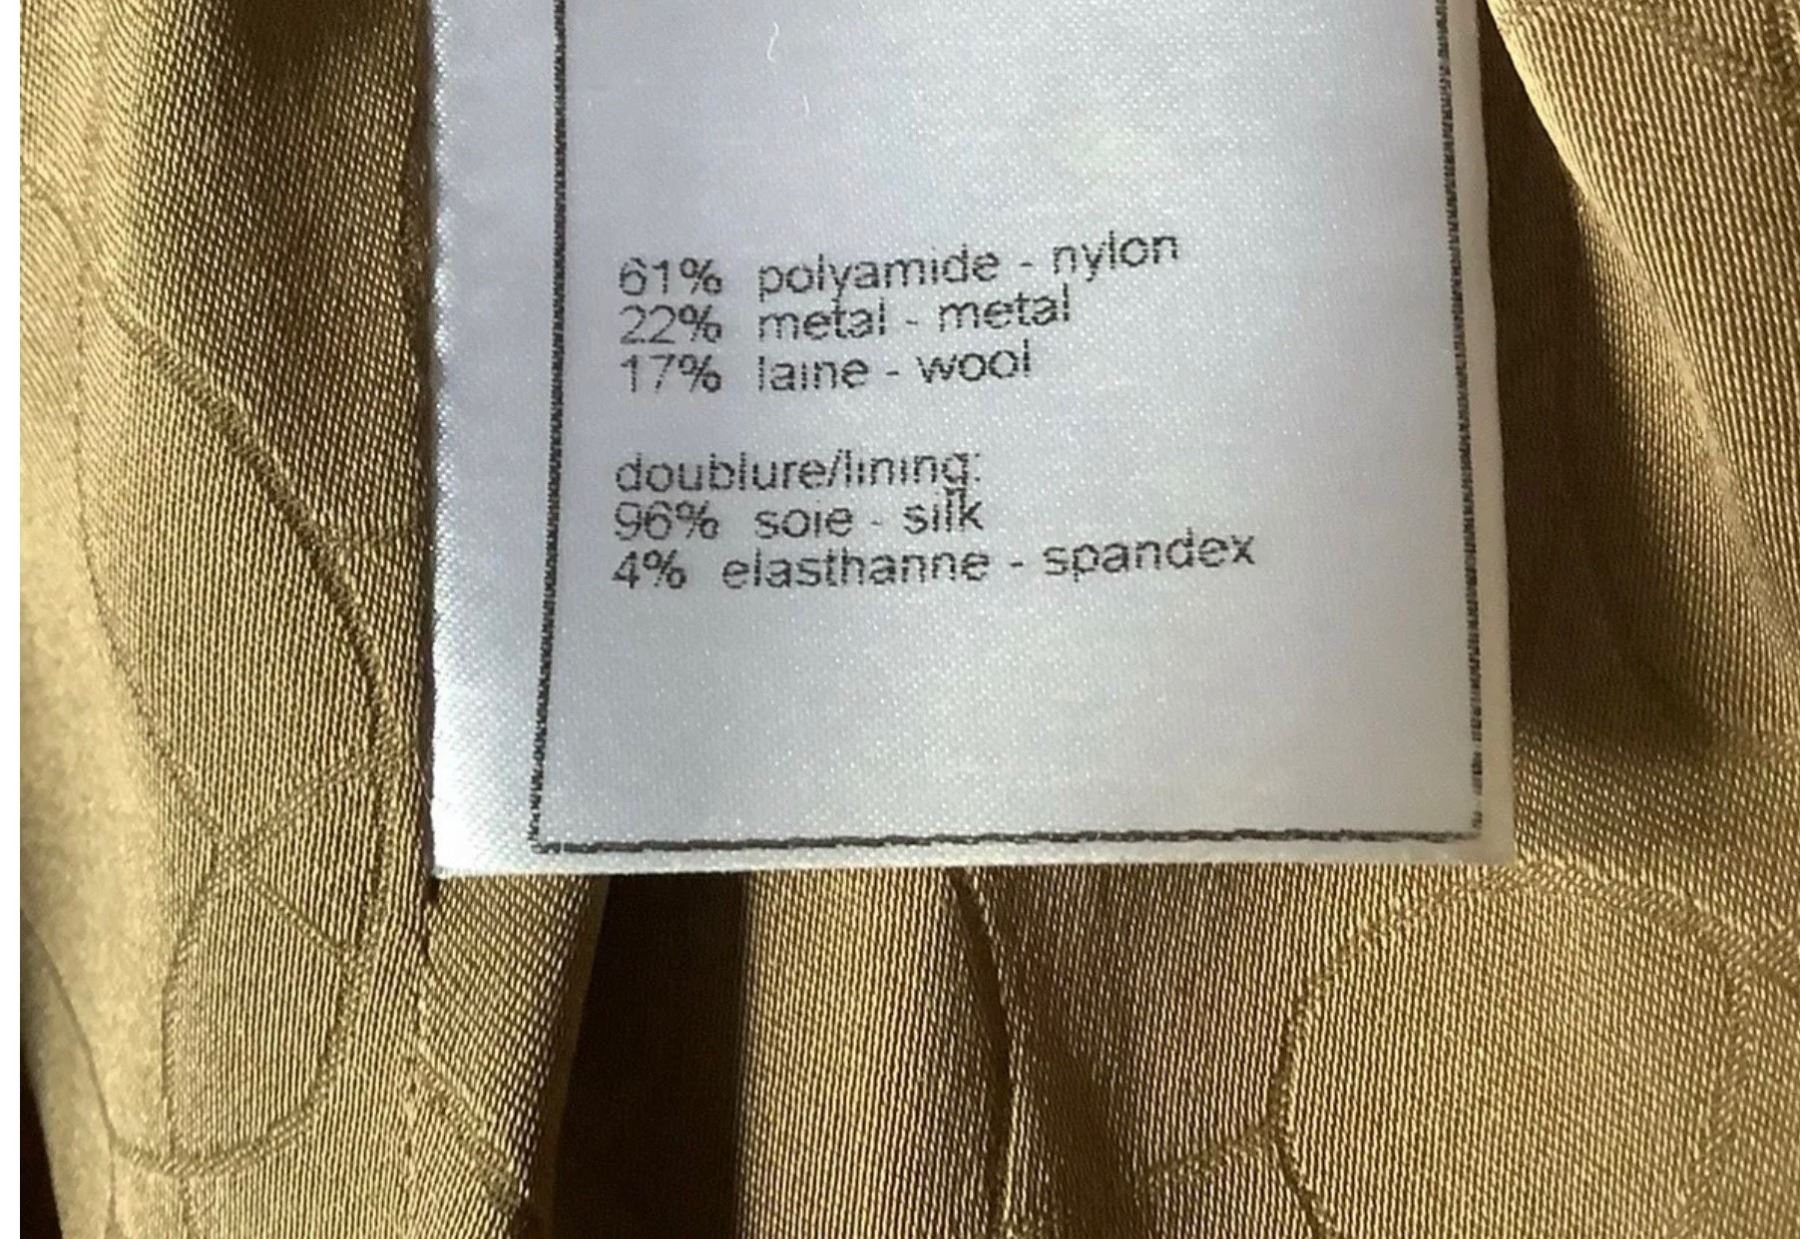 61% polyamide - nylon
22% metal - metal
17% laine - wool
doublure/lining:
96% soie - silk
4% elasthanne - spandex